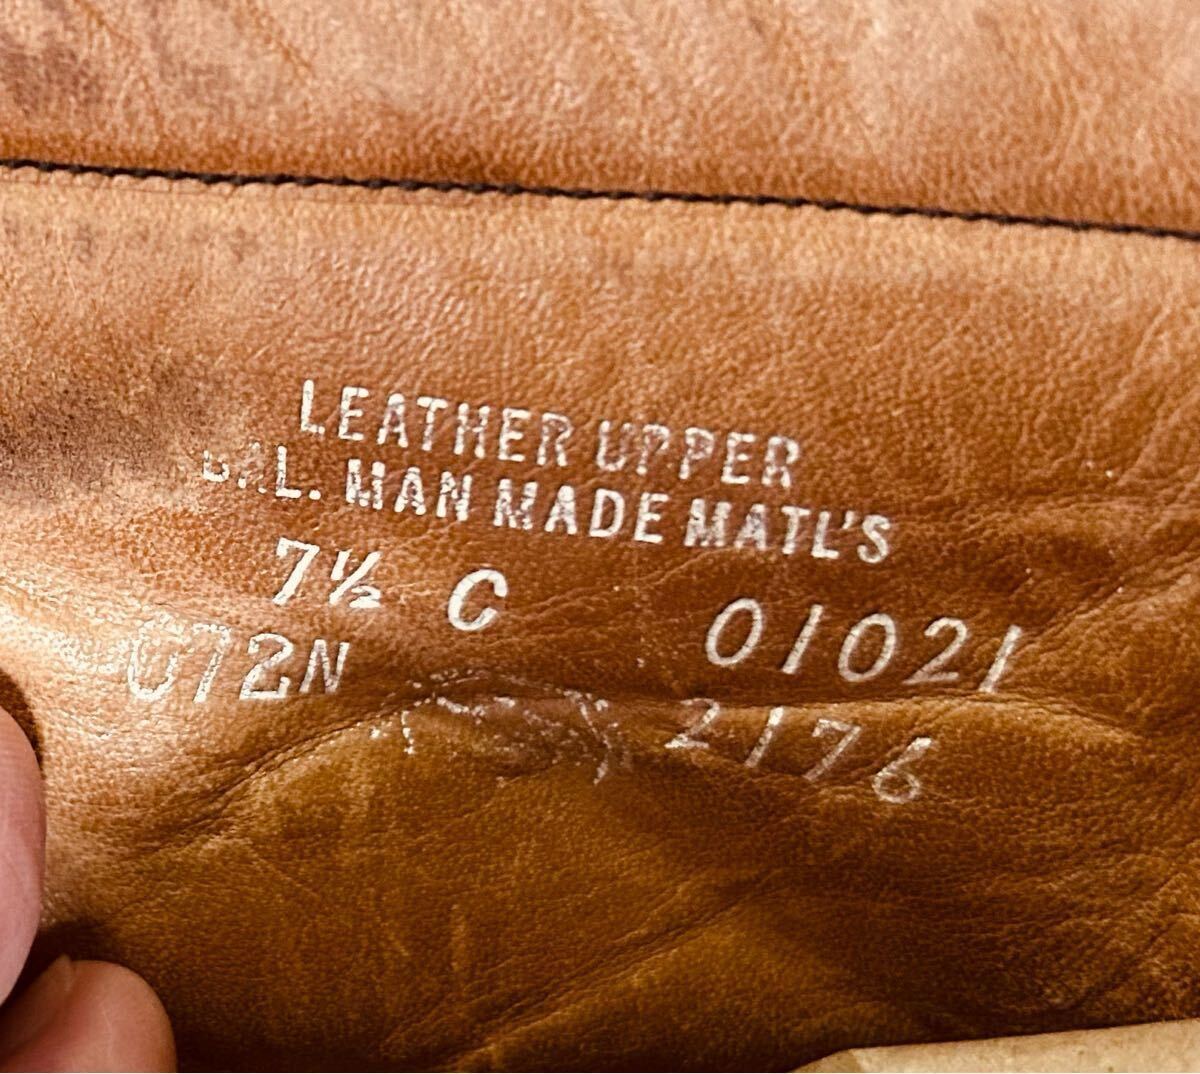 LEATHER UPPER
BAL. MAN MADE MATL'S
7½ C 01021
072N 2176